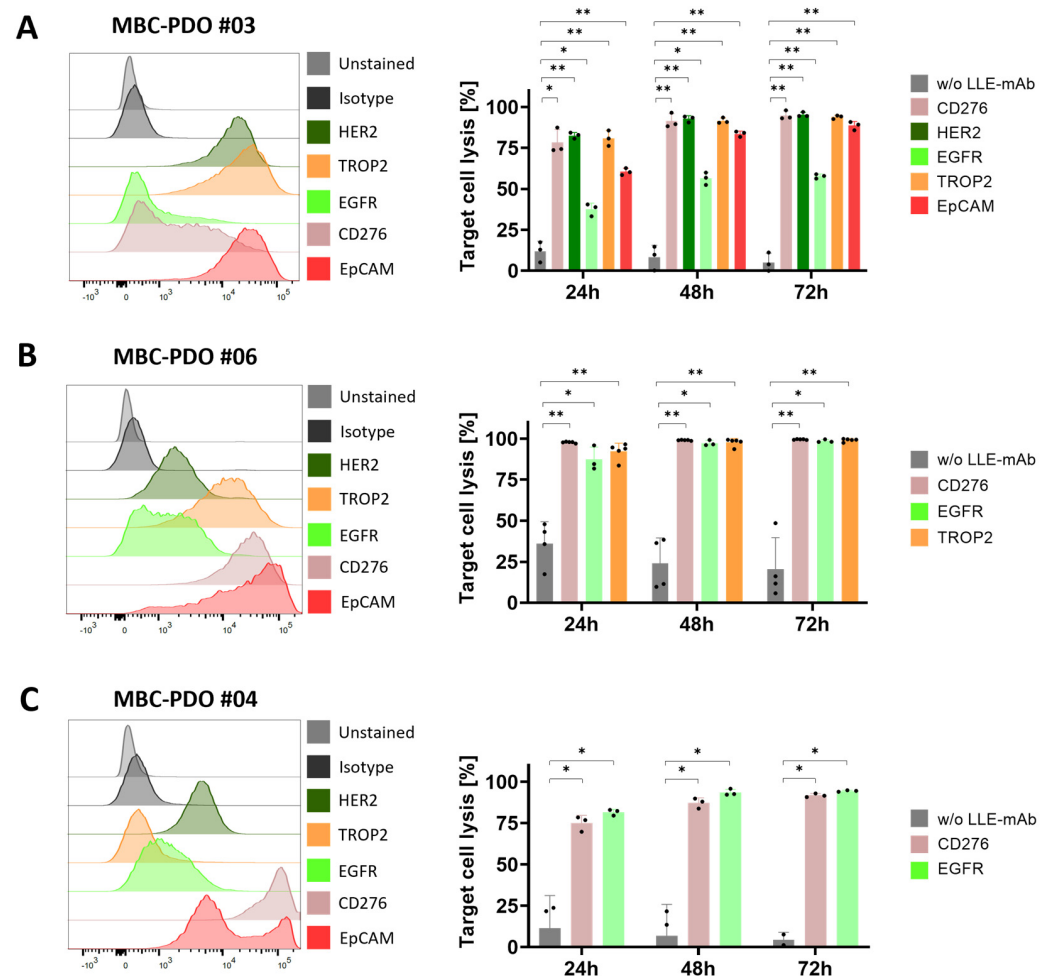 A
MBC-PDO #03
Unstained
Isotype
HER2
TROP2
EGFR
CD276
EpCAM
-10³ 0 10³ 10⁴ 10⁵
Target cell lysis [%]
100
75
50
25
0
** ** ** 
** ** **
* * **
** ** **
* ** **
24h 48h 72h
w/o LLE-mAb
CD276
HER2
EGFR
TROP2
EpCAM
B
MBC-PDO #06
Unstained
Isotype
HER2
TROP2
EGFR
CD276
EpCAM
-10³ 0 10³ 10⁴ 10⁵
Target cell lysis [%]
100
75
50
25
0
** ** **
* * *
** ** **
24h 48h 72h
w/o LLE-mAb
CD276
EGFR
TROP2
C
MBC-PDO #04
Unstained
Isotype
HER2
TROP2
EGFR
CD276
EpCAM
-10³ 0 10³ 10⁴ 10⁵
Target cell lysis [%]
100
75
50
25
0
* * *
* * *
24h 48h 72h
w/o LLE-mAb
CD276
EGFR